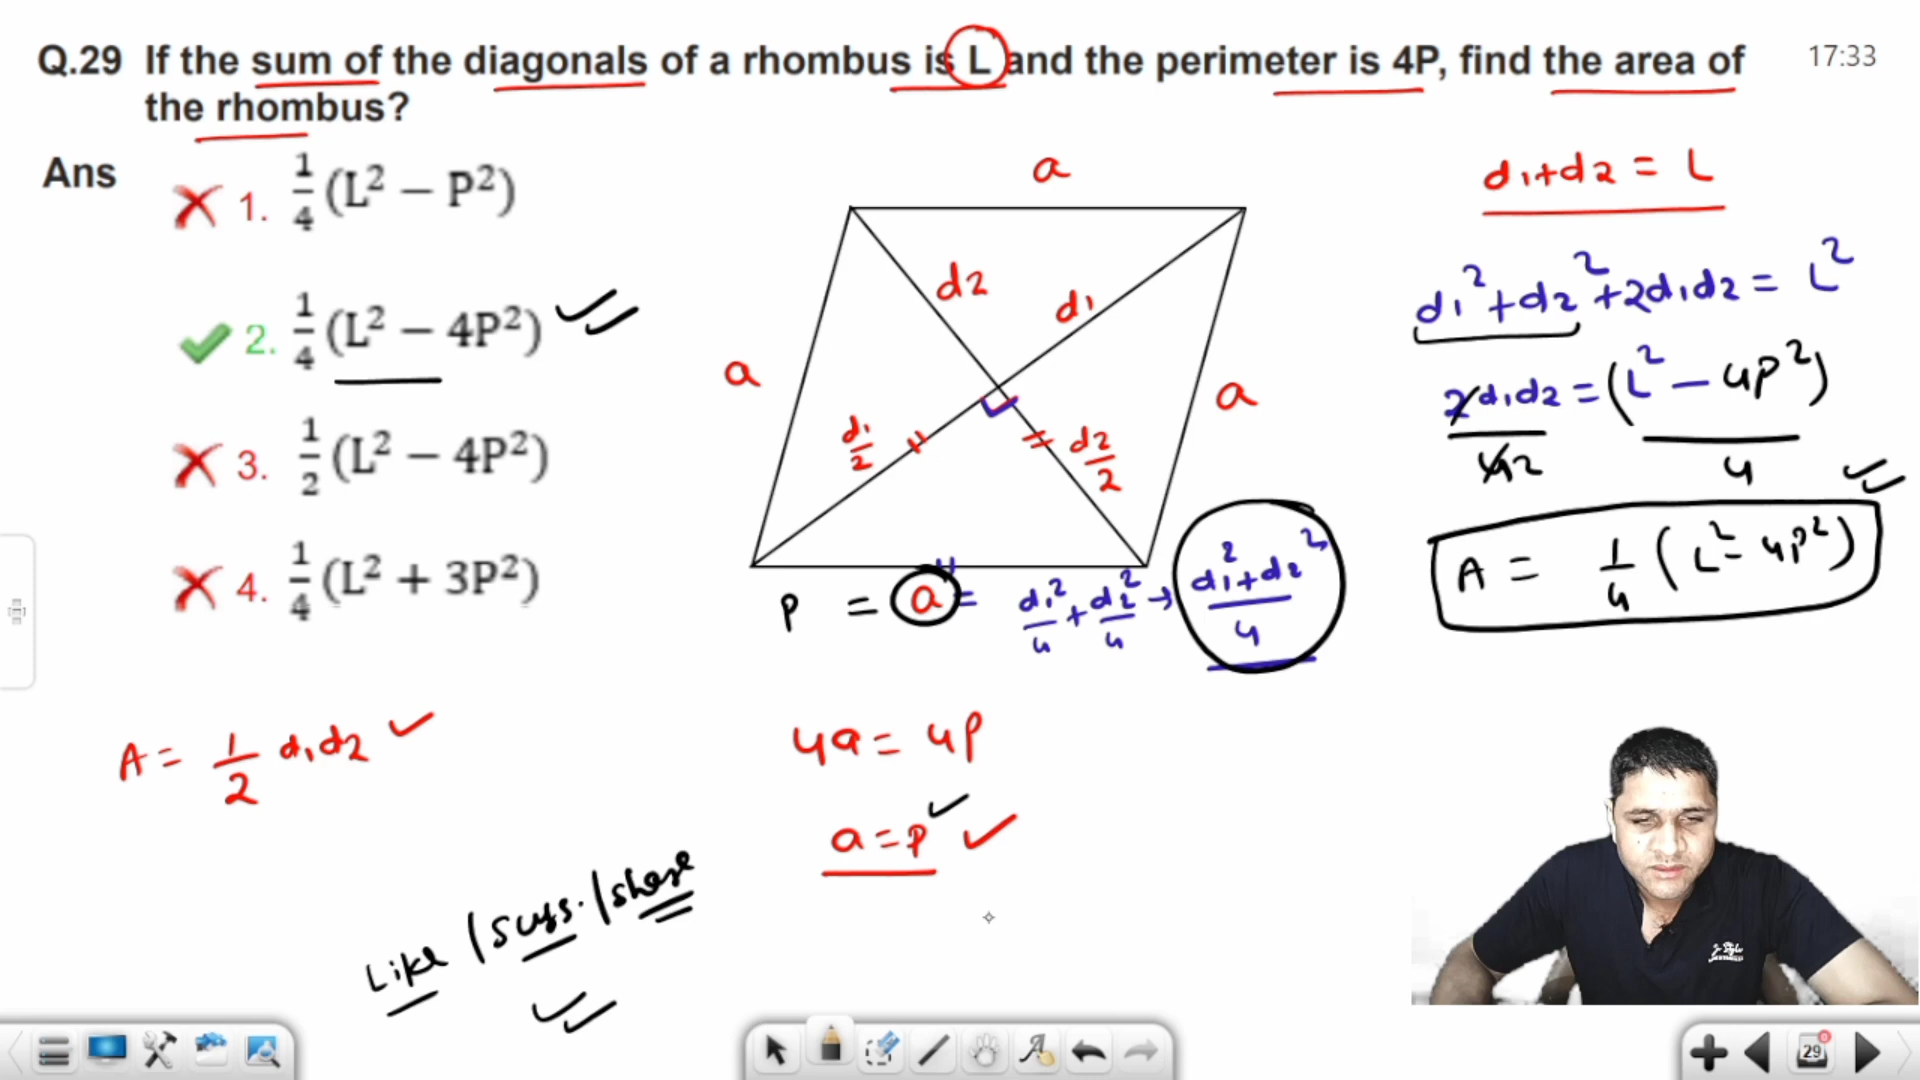 Q.29 If the sum of the diagonals of a rhombus is L and the perimeter is 4P, find the area of
the rhombus?
17:33
Ans
1. 1/4 (L² − P²)
2. 1/4 (L² − 4P²)
3. 1/2 (L² − 4P²)
4. 1/4 (L² + 3P²)
a
d2
d1
a
a
d1/2
d2/2
P = a = d1²/4 + d2²/4 → d1²+d2²/4
d1+d2 = L
d1²+d2²+2d1d2 = L²
2d1d2 = (L² − 4P²)
2
4
A = 1/4 (L² − 4P²)
A = 1/2 d1d2
4a = 4P
a = P
Like / Subs. / Share
29